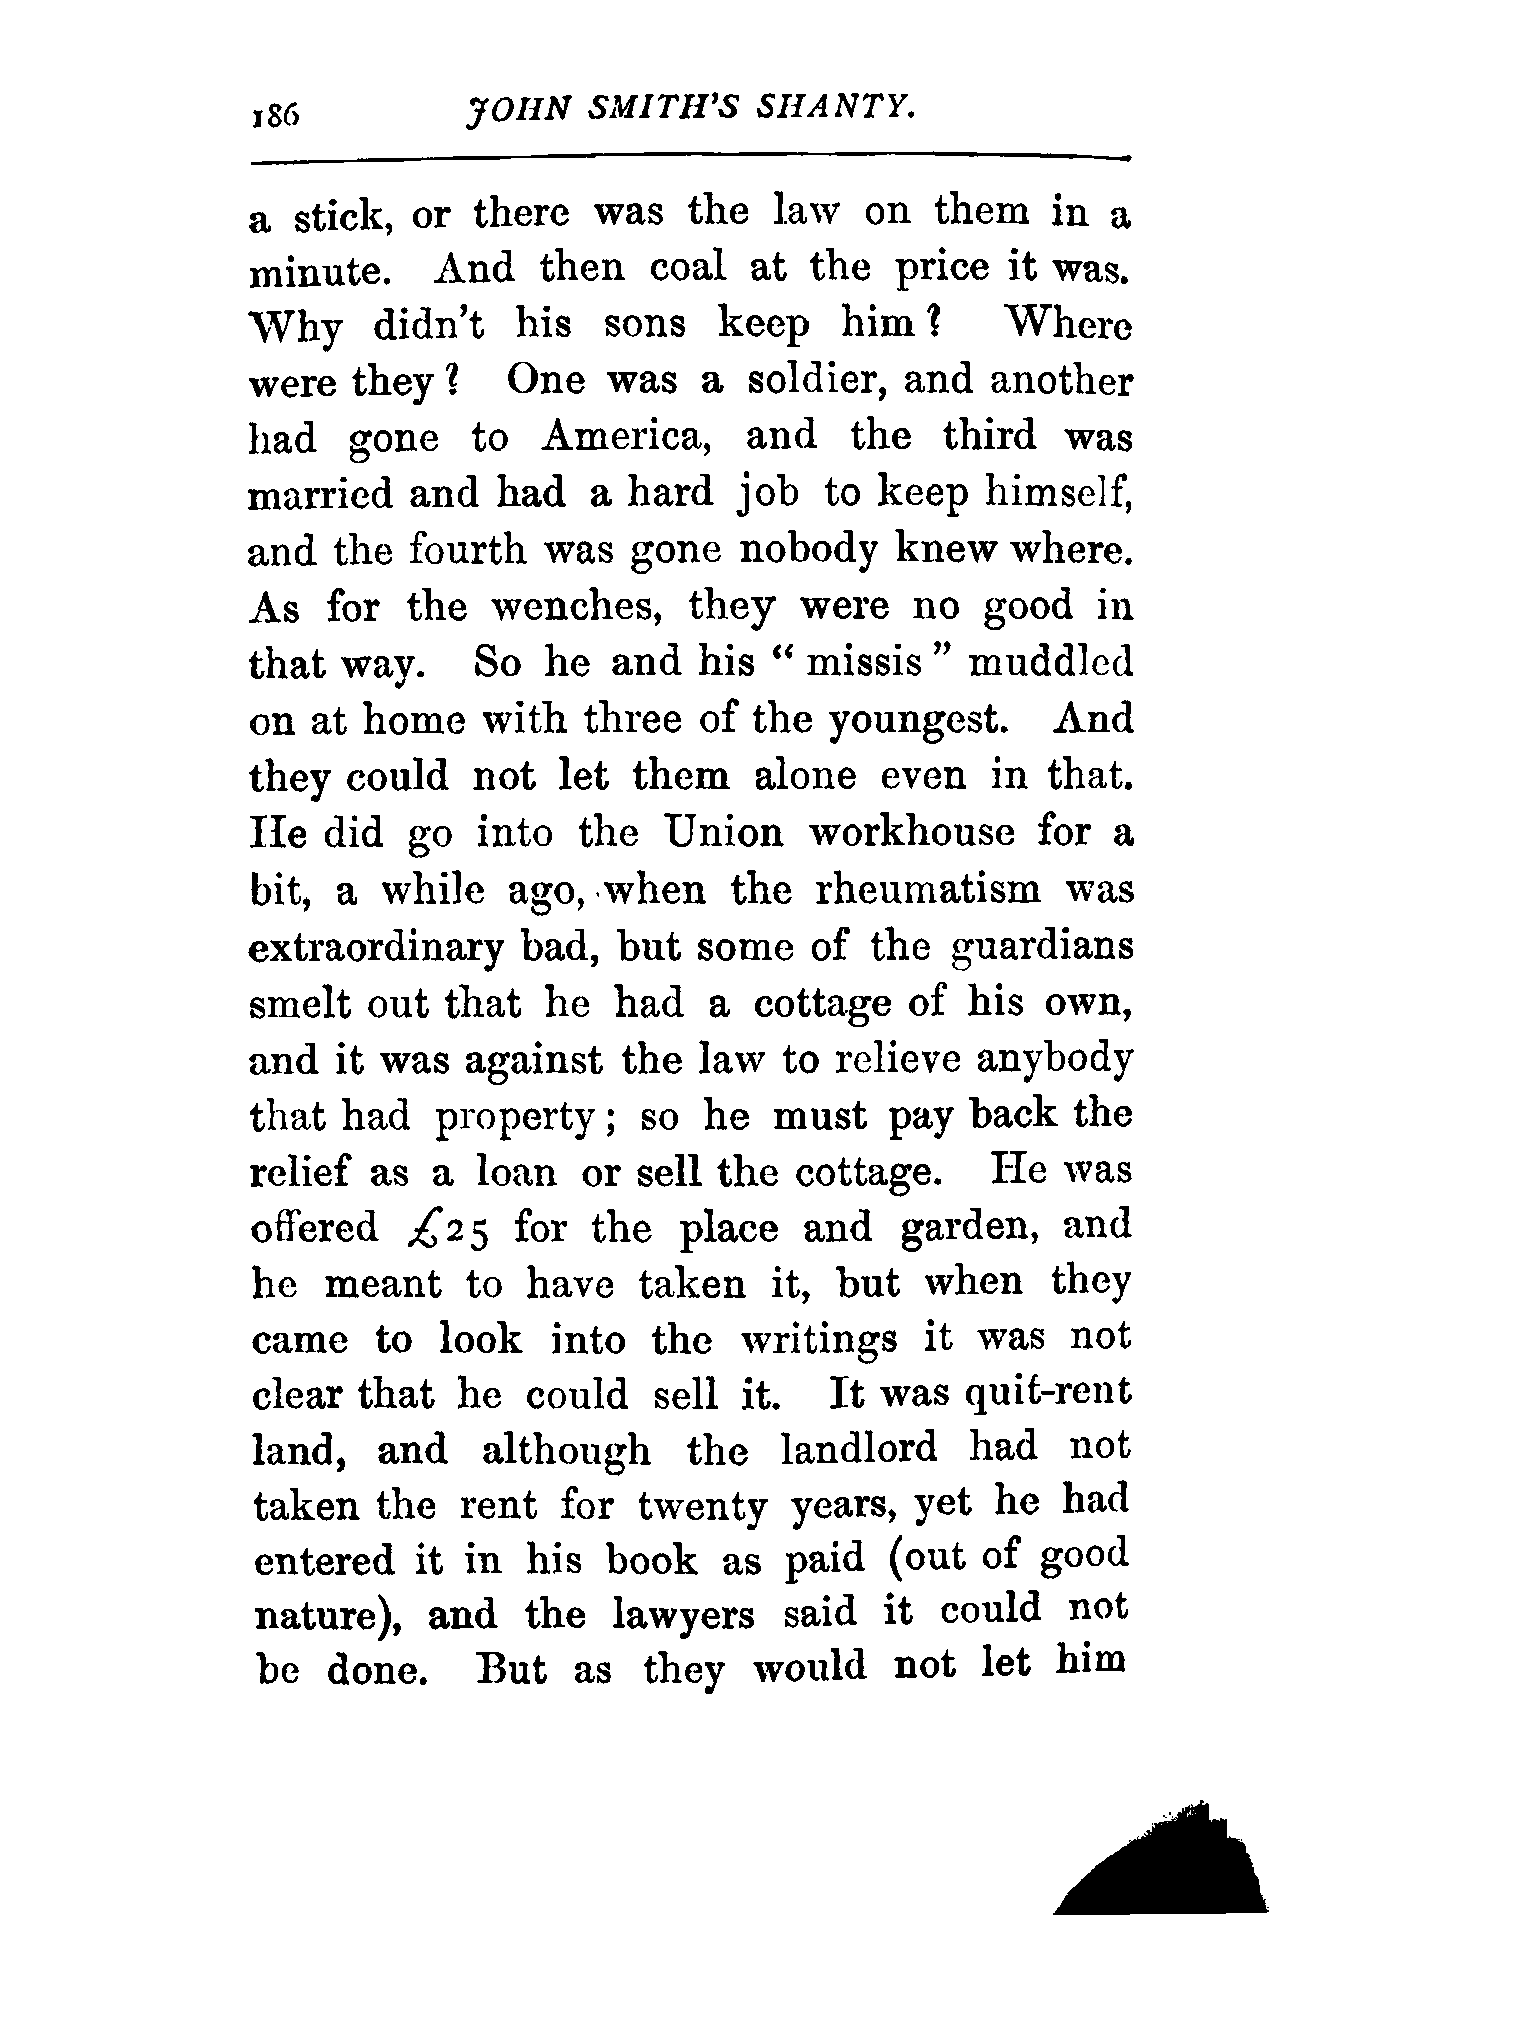 186 JOHN SMITH'S SHANTY.
a stick, or there was the law on them in a
minute. And then coal at the price it was.
Why didn't his sons keep him? Where
were they? One was a soldier, and another
had gone to America, and the third was
married and had a hard job to keep himself,
and the fourth was gone nobody knew where.
As for the wenches, they were no good in
that way. So he and his "missis" muddled
on at home with three of the youngest. And
they could not let them alone even in that.
He did go into the Union workhouse for a
bit, a while ago, when the rheumatism was
extraordinary bad, but some of the guardians
smelt out that he had a cottage of his own,
and it was against the law to relieve anybody
that had property; so he must pay back the
relief as a loan or sell the cottage. He was
offered £25 for the place and garden, and
he meant to have taken it, but when they
came to look into the writings it was not
clear that he could sell it. It was quit-rent
land, and although the landlord had not
taken the rent for twenty years, yet he had
entered it in his book as paid (out of good
nature), and the lawyers said it could not
be done. But as they would not let him